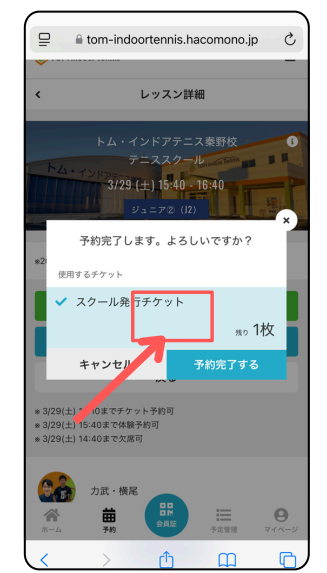 tom-indoortennis.hacomono.jp
レッスン詳細
トム・インドアテニス秦野校
テニススクール
3/29 (土) 15:40 - 16:40
ジュニア② (J2)
予約完了します。よろしいですか？
使用するチケット
スクール発行チケット
残り 1枚
キャンセル
予約完了する
戻る
※ 3/29(土) 40までチケット予約可
※ 3/29(土) 15:40まで体験予約可
※ 3/29(土) 14:40まで欠席可
力武・横尾
ホーム
予約
会員証
予定管理
マイページ